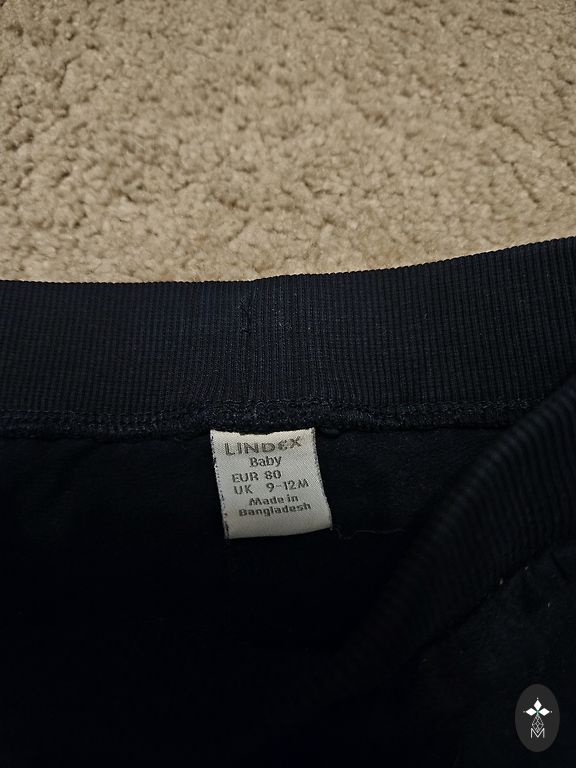 LINDEX
Baby
EUR 80
UK 9-12M
Made in
Bangladesh
M